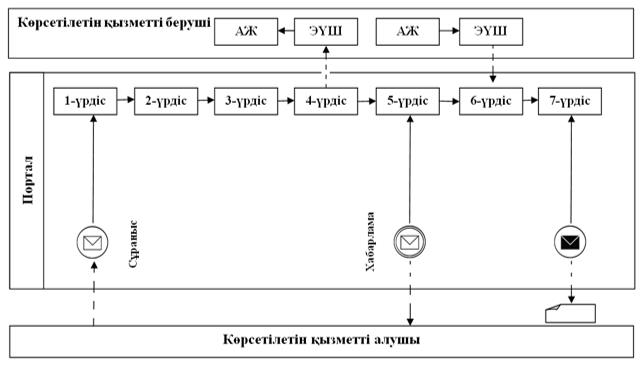 Көрсетілетін қызметті беруші
АЖ
ЭҮШ
АЖ
ЭҮШ
Портал
1-үрдіс
2-үрдіс
3-үрдіс
4-үрдіс
5-үрдіс
6-үрдіс
7-үрдіс
Сұраныс
Хабарлама
Көрсетілетін қызметті алушы